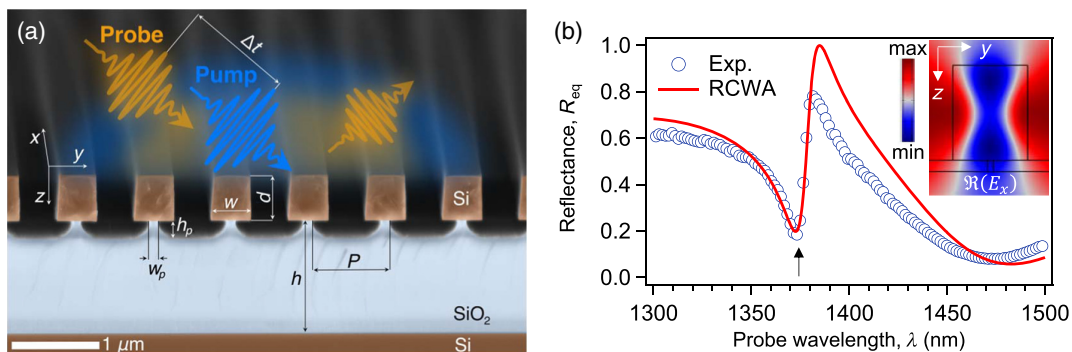 (a)
Probe
Δt
Pump
x
y
z
w
d
Si
h_p
w_p
h
P
SiO₂
1 μm
Si
(b)
Reflectance, R_eq
1.0
0.8
0.6
0.4
0.2
0.0
Exp.
RCWA
max
min
y
z
ℜ(E_x)
1300
1350
1400
1450
1500
Probe wavelength, λ (nm)